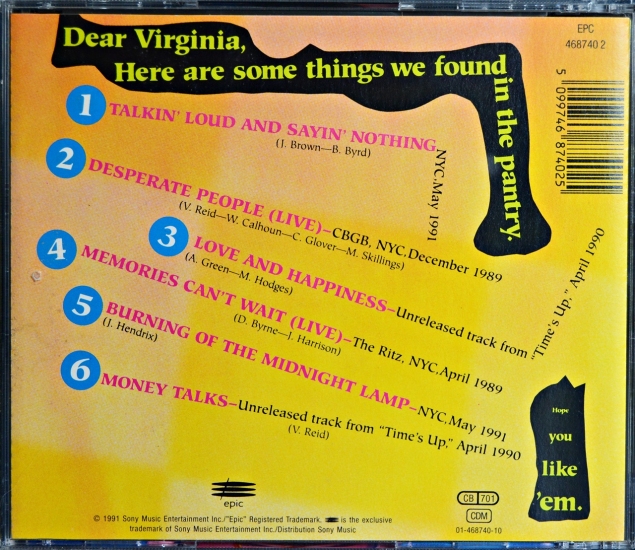 Dear Virginia,
Here are some things we found
in the pantry.
EPC
468740 2
5 099746 874025
1 TALKIN' LOUD AND SAYIN' NOTHING
(J. Brown—B. Byrd)
NYC, May 1991
2 DESPERATE PEOPLE (LIVE)–CBGB, NYC, December 1989
(V. Reid—W. Calhoun—C. Glover—M. Skillings)
3 LOVE AND HAPPINESS–Unreleased track from "Time's Up," April 1990
(A. Green—M. Hodges)
4 MEMORIES CAN'T WAIT (LIVE)–The Ritz, NYC, April 1989
(D. Byrne—J. Harrison)
5 BURNING OF THE MIDNIGHT LAMP–NYC, May 1991
(J. Hendrix)
6 MONEY TALKS–Unreleased track from "Time's Up," April 1990
(V. Reid)
Hope
you
like
'em.
epic
CB 701
CDM
01-468740-10
© 1991 Sony Music Entertainment Inc./"Epic" Registered Trademark. is the exclusive
trademark of Sony Music Entertainment Inc./Distribution Sony Music